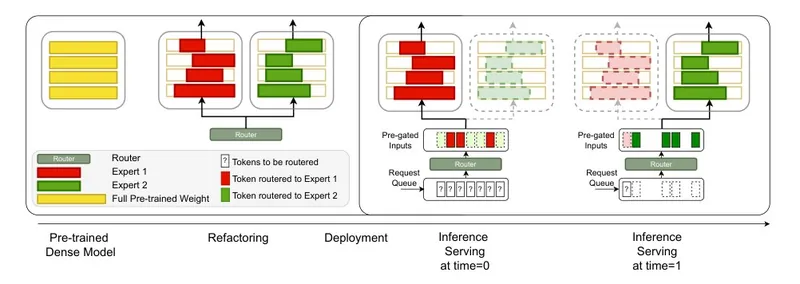 Router
Router
Router
Expert 1
Expert 2
Full Pre-trained Weight
? Tokens to be routered
Token routered to Expert 1
Token routered to Expert 2
Pre-gated
Inputs
Router
Request
Queue
? ? ? ? ? ? ?
Pre-gated
Inputs
Router
Request
Queue
?
Pre-trained
Dense Model
Refactoring
Deployment
Inference
Serving
at time=0
Inference
Serving
at time=1